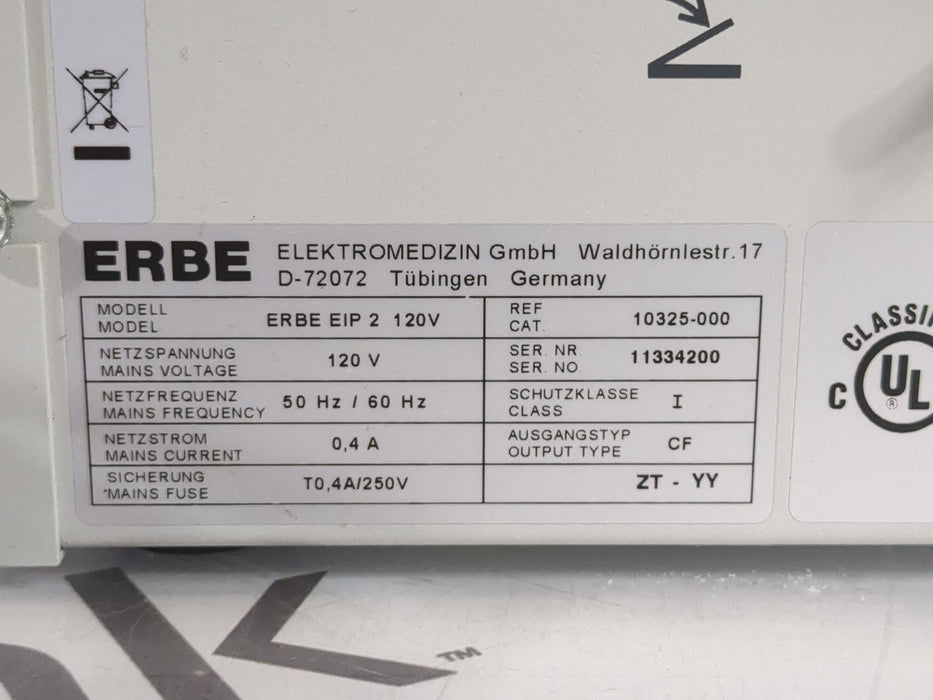 ERBE ELEKTROMEDIZIN GmbH Waldhörnlestr.17
D-72072 Tübingen Germany
MODELL
MODEL
ERBE EIP 2 120V
REF
CAT.
10325-000
NETZSPANNUNG
MAINS VOLTAGE
120 V
SER. NR.
SER. NO.
11334200
NETZFREQUENZ
MAINS FREQUENCY
50 Hz / 60 Hz
SCHUTZKLASSE
CLASS
I
NETZSTROM
MAINS CURRENT
0,4 A
AUSGANGSTYP
OUTPUT TYPE
CF
SICHERUNG
MAINS FUSE
T0,4A/250V
ZT - YY
C
UL
®
K
™